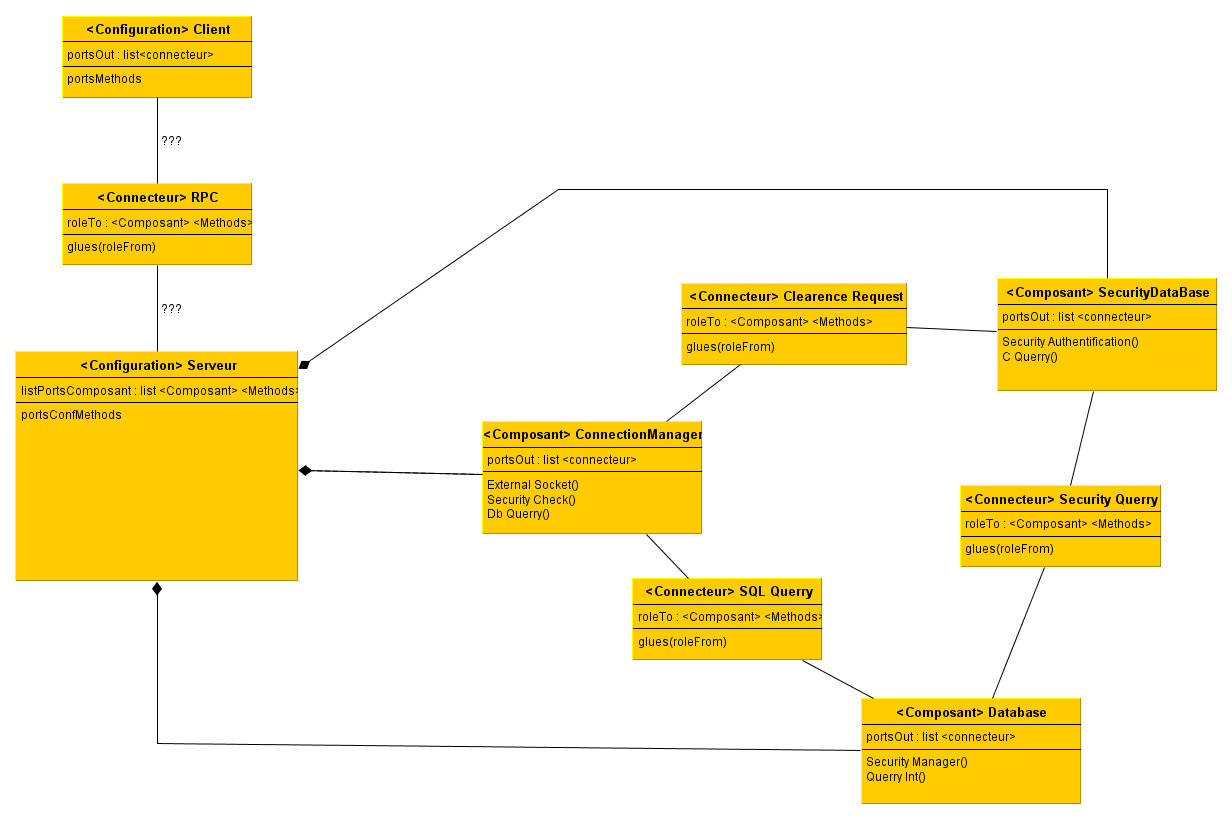 <Configuration> Client
portsOut : list<connecteur>
portsMethods
???
<Connecteur> RPC
roleTo : <Composant> <Methods>
glues(roleFrom)
???
<Configuration> Serveur
listPortsComposant : list <Composant> <Methods>
portsConfMethods
<Connecteur> Clearence Request
roleTo : <Composant> <Methods>
glues(roleFrom)
<Composant> SecurityDataBase
portsOut : list <connecteur>
Security Authentification()
C Querry()
<Composant> ConnectionManager
portsOut : list <connecteur>
External Socket()
Security Check()
Db Querry()
<Connecteur> Security Querry
roleTo : <Composant> <Methods>
glues(roleFrom)
<Connecteur> SQL Querry
roleTo : <Composant> <Methods>
glues(roleFrom)
<Composant> Database
portsOut : list <connecteur>
Security Manager()
Querry Int()